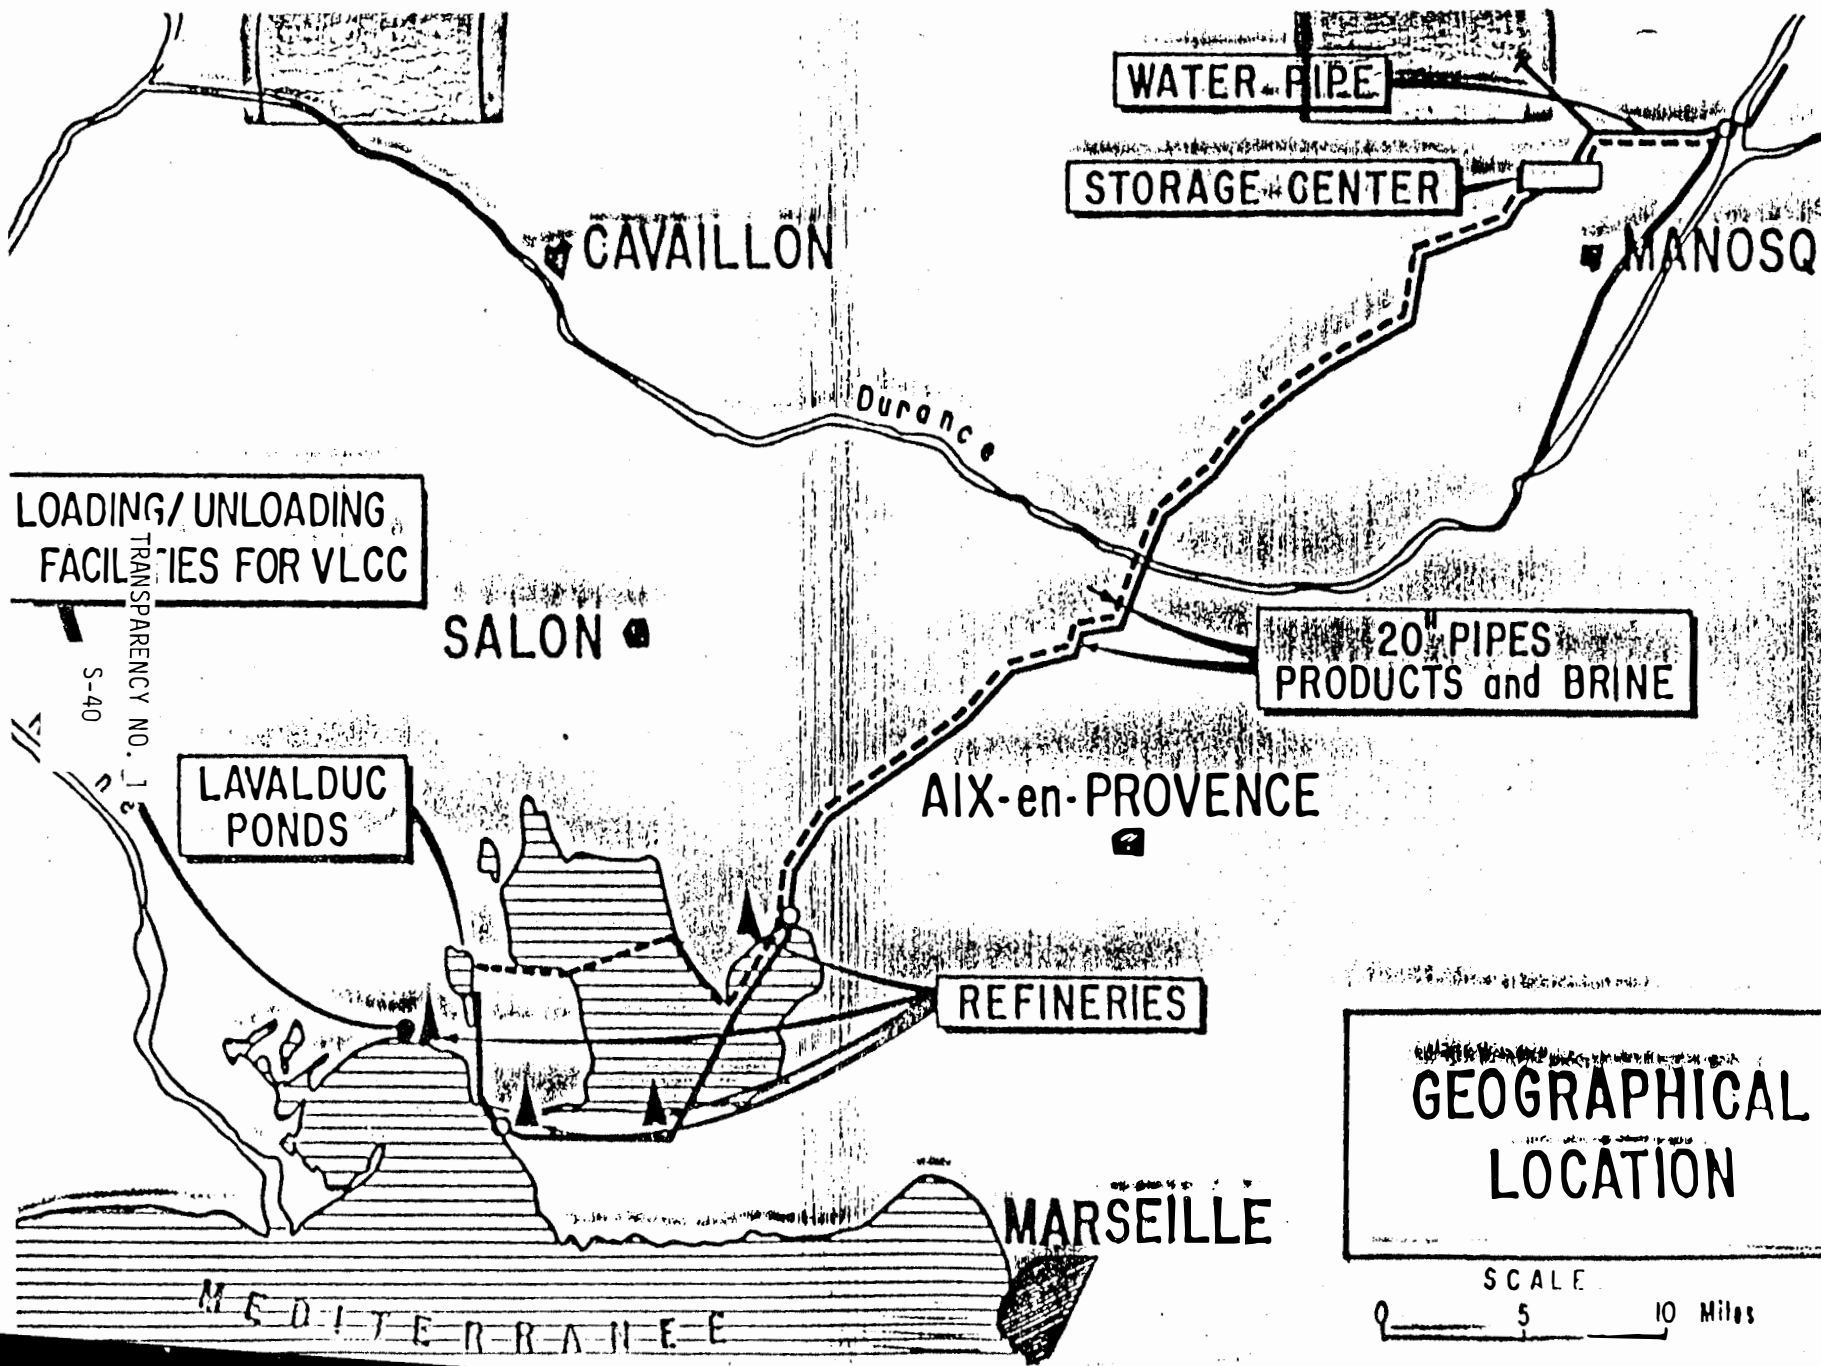 WATER PIPE
STORAGE CENTER
CAVAILLON
MANOSQ
Durance
LOADING/UNLOADING
FACILITIES FOR VLCC
TRANSPARENCY NO. 1
S-40
SALON
20" PIPES
PRODUCTS and BRINE
LAVALDUC
PONDS
AIX-en-PROVENCE
REFINERIES
GEOGRAPHICAL
LOCATION
MARSEILLE
MEDITERRANEE
SCALE
0 5 10 Miles